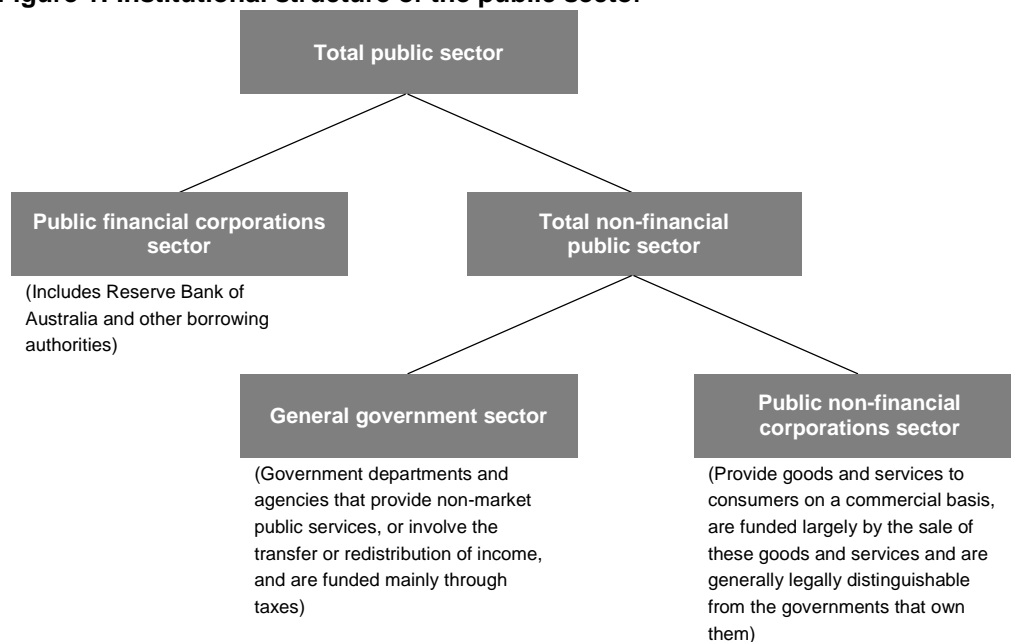 Figure 1: Institutional structure of the public sector
Total public sector
Public financial corporations
sector
(Includes Reserve Bank of
Australia and other borrowing
authorities)
Total non-financial
public sector
General government sector
(Government departments and
agencies that provide non-market
public services, or involve the
transfer or redistribution of income,
and are funded mainly through
taxes)
Public non-financial
corporations sector
(Provide goods and services to
consumers on a commercial basis,
are funded largely by the sale of
these goods and services and are
generally legally distinguishable
from the governments that own
them)